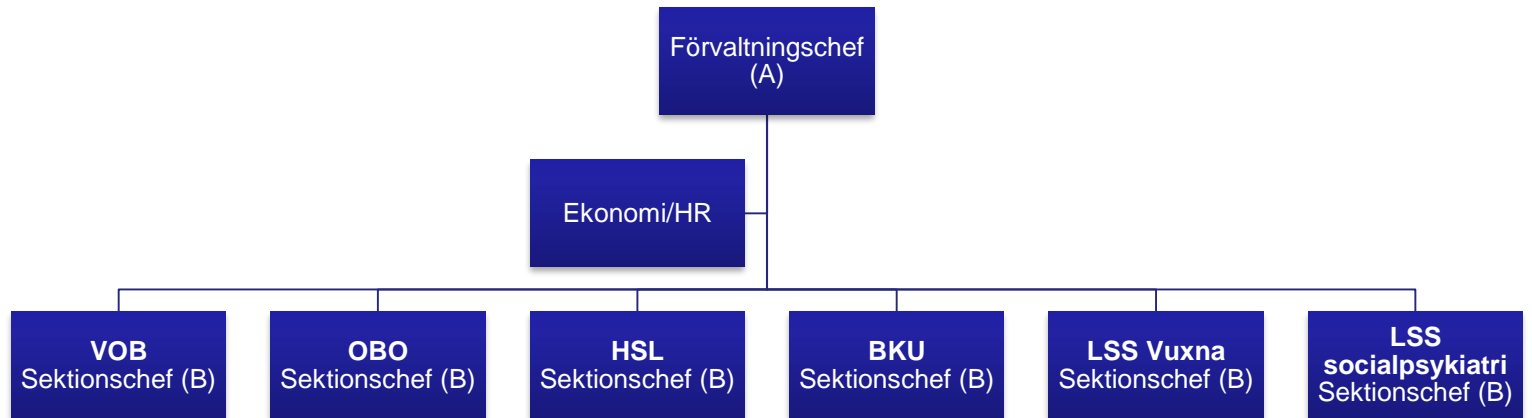 Förvaltningschef
(A)
Ekonomi/HR
VOB
Sektionschef (B)
OBO
Sektionschef (B)
HSL
Sektionschef (B)
BKU
Sektionschef (B)
LSS Vuxna
Sektionschef (B)
LSS
socialpsykiatri
Sektionschef (B)